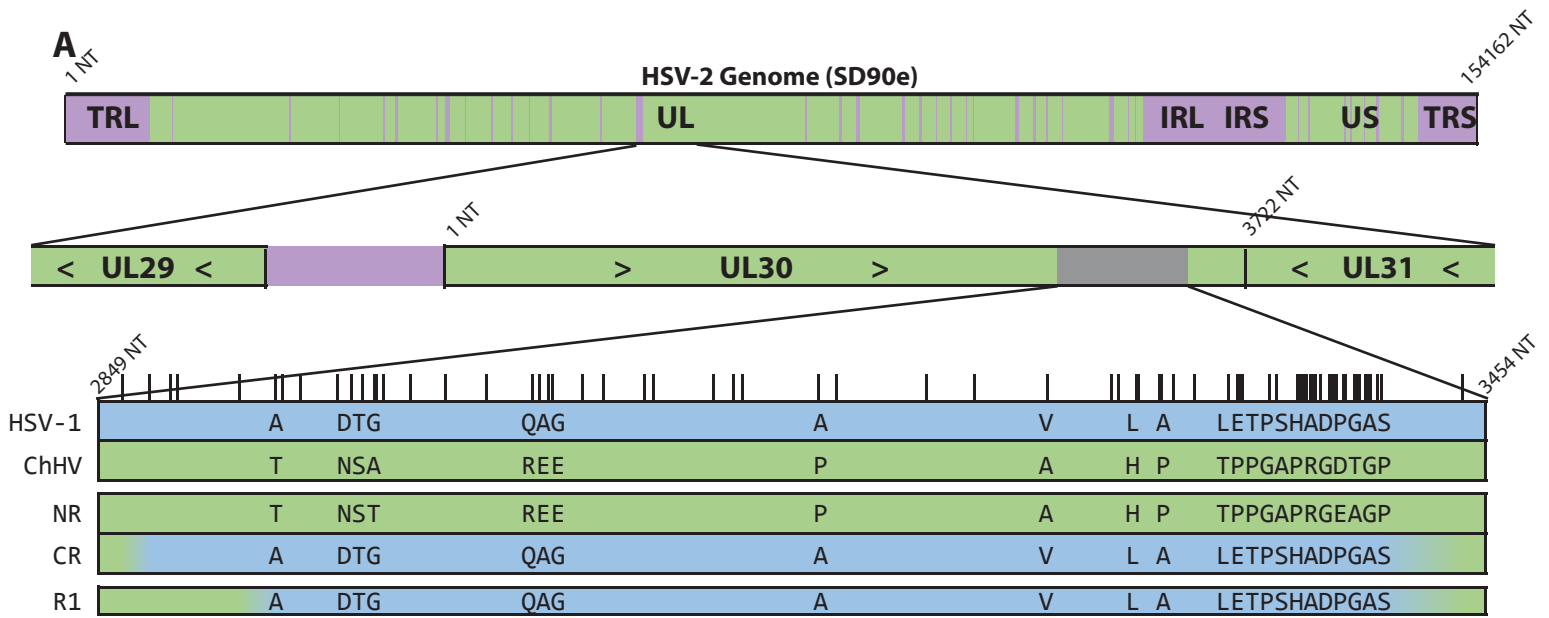 A
1 NT
HSV-2 Genome (SD90e)
154162 NT
TRL UL IRL IRS US TRS
1 NT
3722 NT
< UL29 < > UL30 > < UL31 <
2849 NT
3454 NT
HSV-1 A DTG QAG A V L A LETPSHADPGAS
ChHV T NSA REE P A H P TPPGAPRGDTGP
NR T NST REE P A H P TPPGAPRGEAGP
CR A DTG QAG A V L A LETPSHADPGAS
R1 A DTG QAG A V L A LETPSHADPGAS